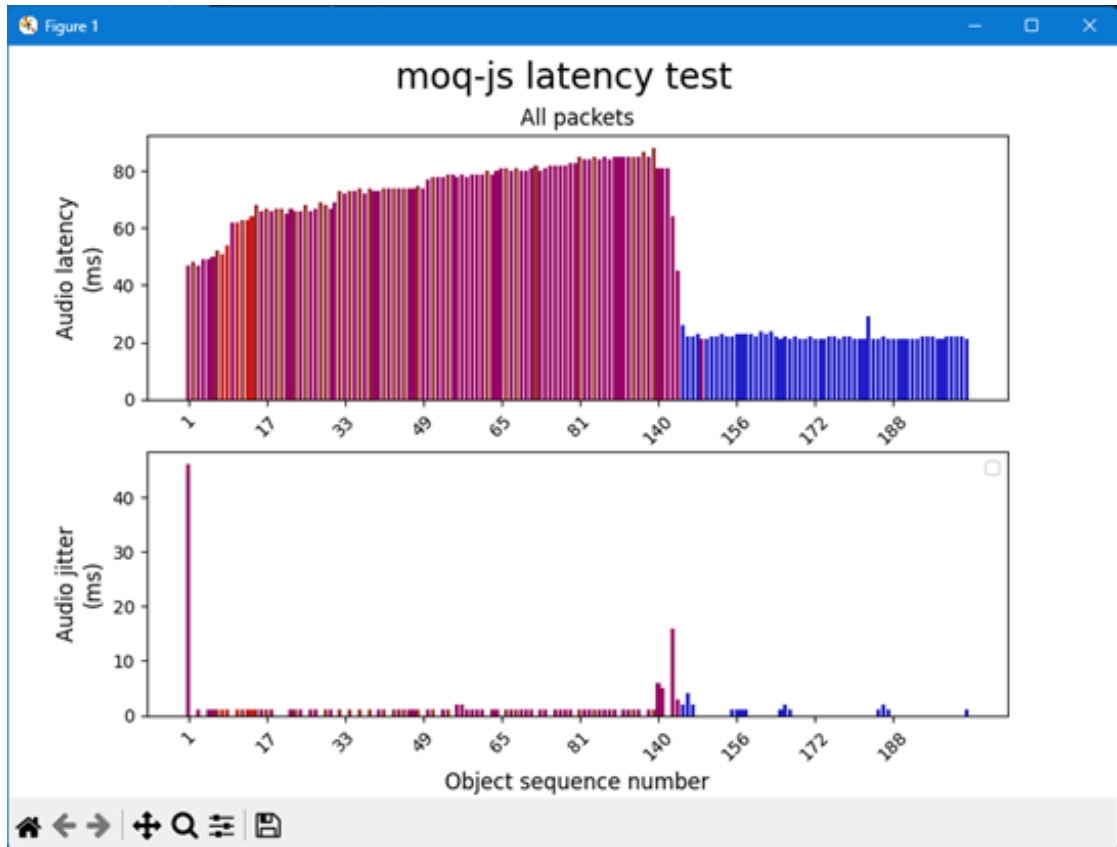 Figure 1
moq-js latency test
All packets
Audio latency
(ms)
80
60
40
20
0
1 17 33 49 65 81 140 156 172 188
Audio jitter
(ms)
40
30
20
10
0
1 17 33 49 65 81 140 156 172 188
Object sequence number